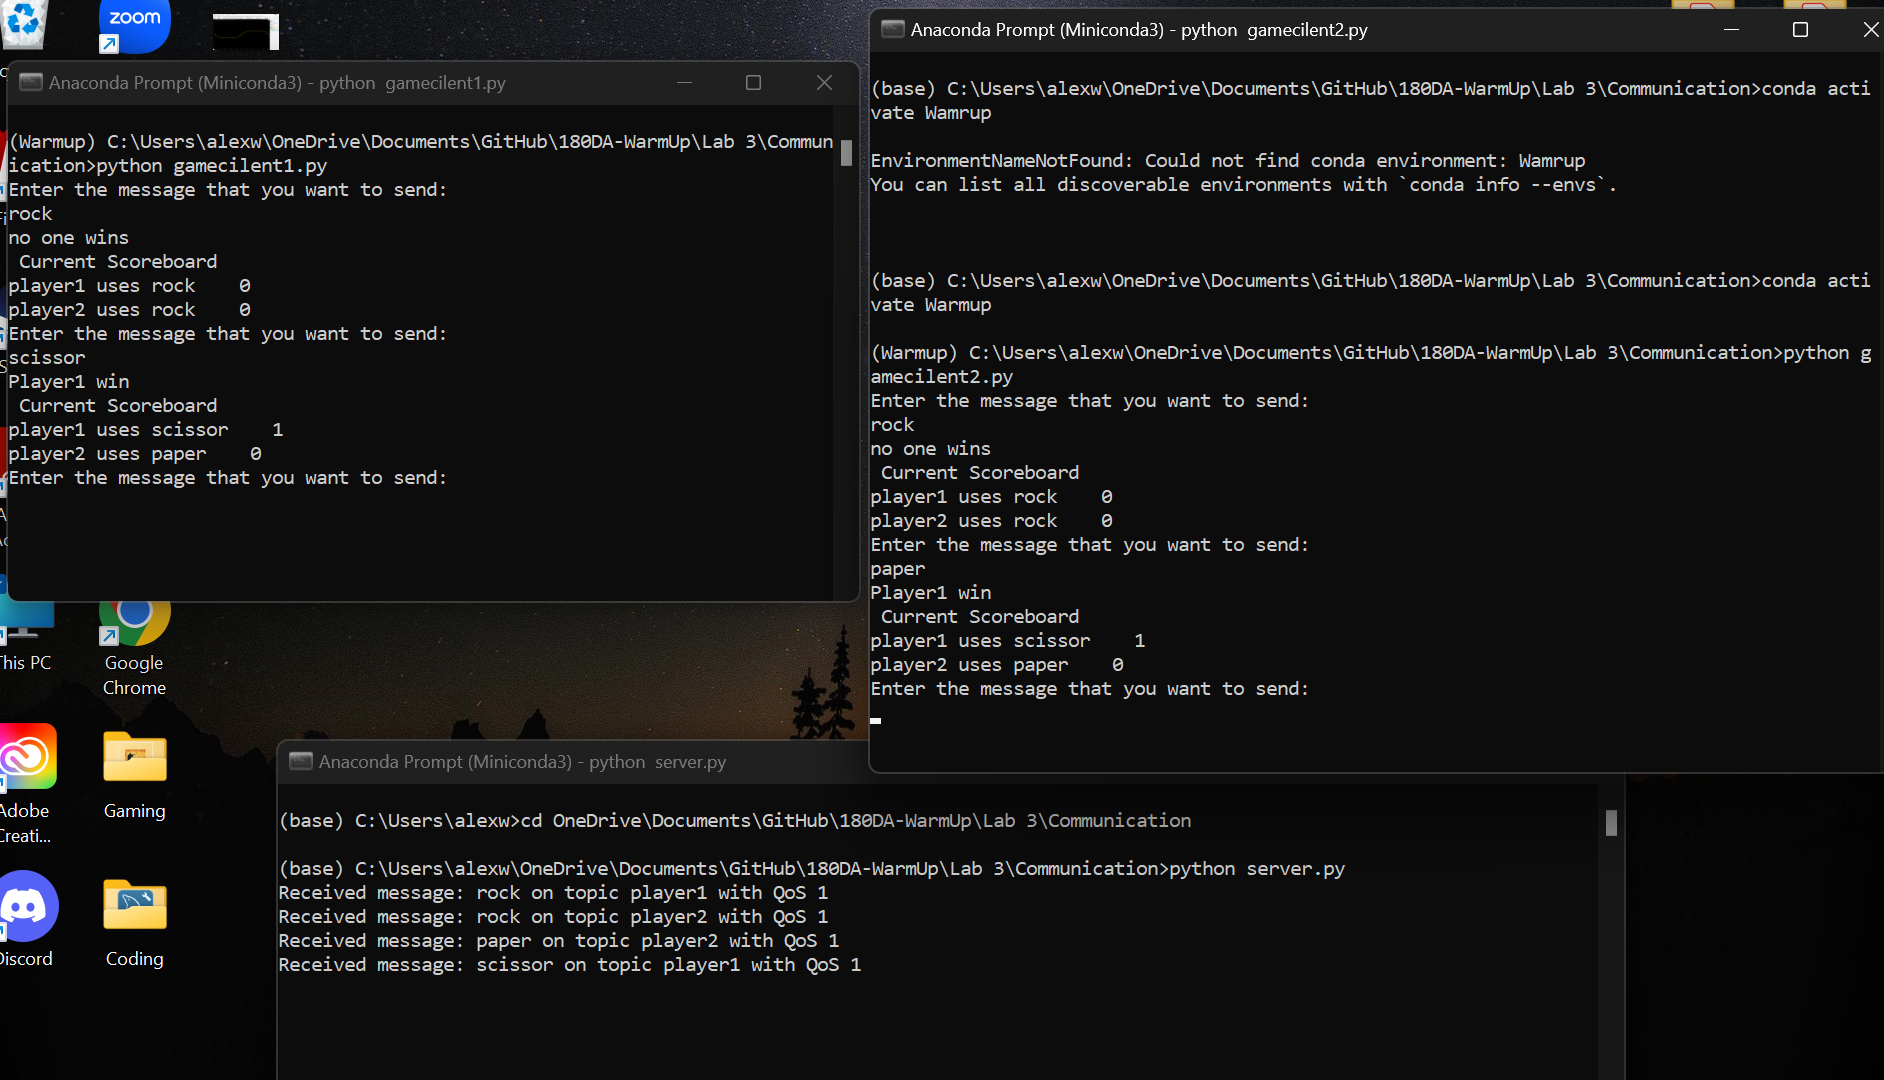 zoom
Anaconda Prompt (Miniconda3) - python  gamecilent1.py
(Warmup) C:\Users\alexw\OneDrive\Documents\GitHub\180DA-WarmUp\Lab 3\Commun
ication>python gamecilent1.py
Enter the message that you want to send:
rock
no one wins
 Current Scoreboard
player1 uses rock    0
player2 uses rock    0
Enter the message that you want to send:
scissor
Player1 win
 Current Scoreboard
player1 uses scissor    1
player2 uses paper    0
Enter the message that you want to send:
Anaconda Prompt (Miniconda3) - python  gamecilent2.py
(base) C:\Users\alexw\OneDrive\Documents\GitHub\180DA-WarmUp\Lab 3\Communication>conda acti
vate Wamrup
EnvironmentNameNotFound: Could not find conda environment: Wamrup
You can list all discoverable environments with `conda info --envs`.
(base) C:\Users\alexw\OneDrive\Documents\GitHub\180DA-WarmUp\Lab 3\Communication>conda acti
vate Warmup
(Warmup) C:\Users\alexw\OneDrive\Documents\GitHub\180DA-WarmUp\Lab 3\Communication>python g
amecilent2.py
Enter the message that you want to send:
rock
no one wins
 Current Scoreboard
player1 uses rock    0
player2 uses rock    0
Enter the message that you want to send:
paper
Player1 win
 Current Scoreboard
player1 uses scissor    1
player2 uses paper    0
Enter the message that you want to send:
This PC
Google
Chrome
Adobe
Creati...
Gaming
Discord
Coding
Anaconda Prompt (Miniconda3) - python  server.py
(base) C:\Users\alexw>cd OneDrive\Documents\GitHub\180DA-WarmUp\Lab 3\Communication
(base) C:\Users\alexw\OneDrive\Documents\GitHub\180DA-WarmUp\Lab 3\Communication>python server.py
Received message: rock on topic player1 with QoS 1
Received message: rock on topic player2 with QoS 1
Received message: paper on topic player2 with QoS 1
Received message: scissor on topic player1 with QoS 1